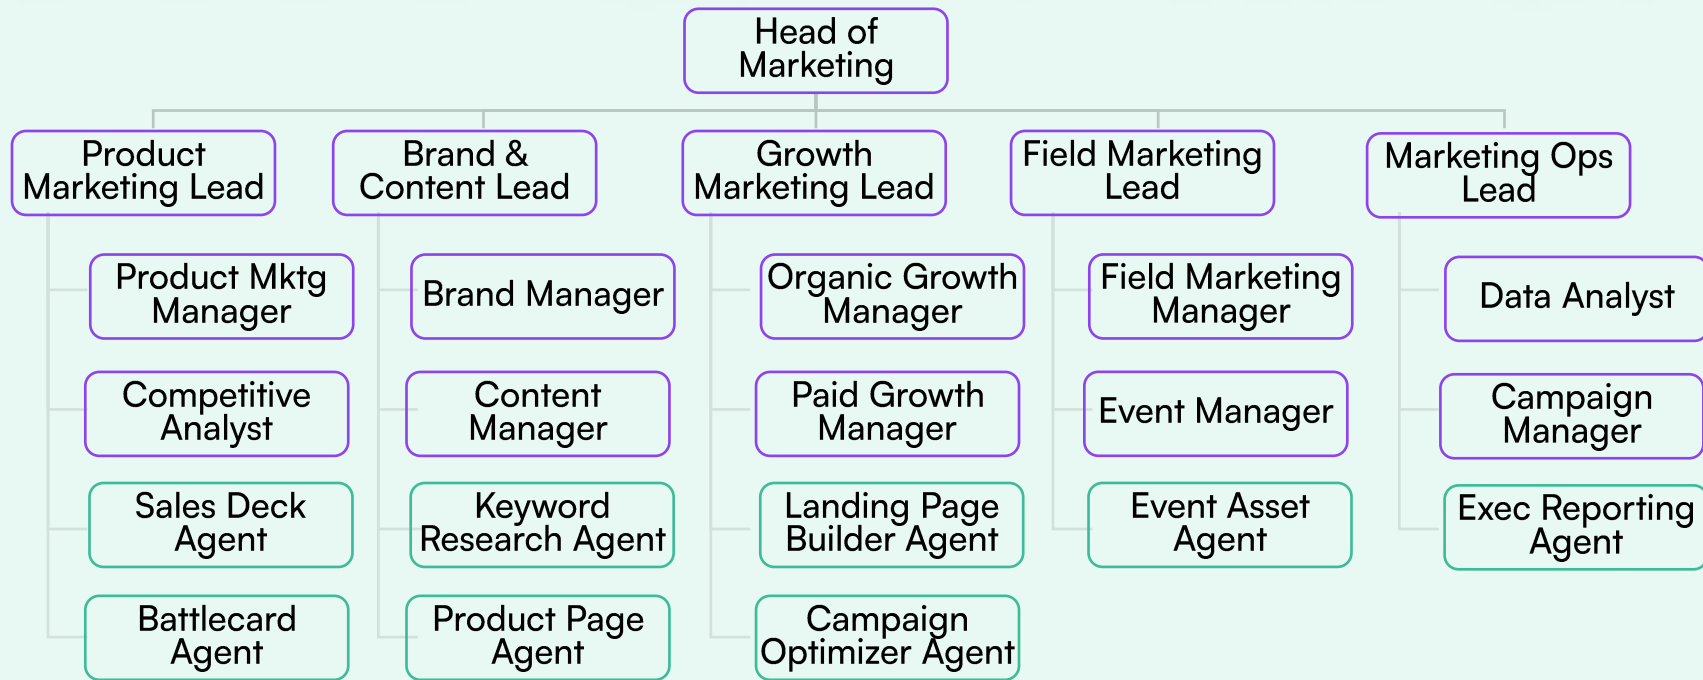 Head of
Marketing
Product
Marketing Lead
Brand &
Content Lead
Growth
Marketing Lead
Field Marketing
Lead
Marketing Ops
Lead
Product Mktg
Manager
Brand Manager
Organic Growth
Manager
Field Marketing
Manager
Data Analyst
Competitive
Analyst
Content
Manager
Paid Growth
Manager
Event Manager
Campaign
Manager
Sales Deck
Agent
Keyword
Research Agent
Landing Page
Builder Agent
Event Asset
Agent
Exec Reporting
Agent
Battlecard
Agent
Product Page
Agent
Campaign
Optimizer Agent